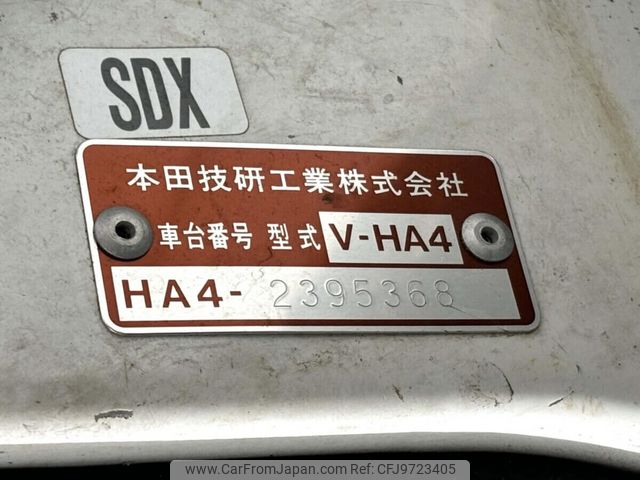 SDX
本田技研工業株式会社
車台番号 型式 V-HA4
HA4- 2395368
www.CarFromJapan.com | ID:CFJ9723405